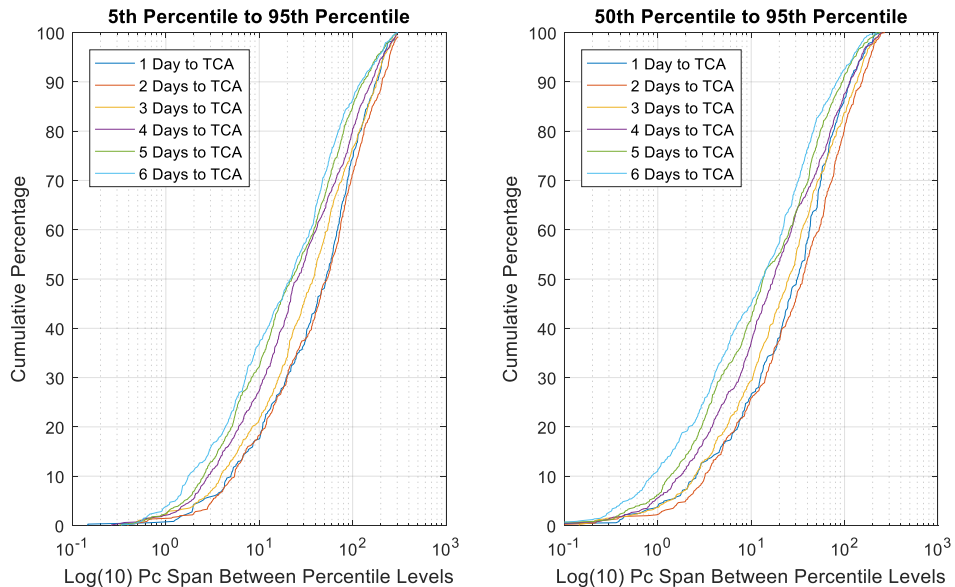 5th Percentile to 95th Percentile
100
90
80
70
60
50
40
30
20
10
0
Cumulative Percentage
1 Day to TCA
2 Days to TCA
3 Days to TCA
4 Days to TCA
5 Days to TCA
6 Days to TCA
10^-1 10^0 10^1 10^2 10^3
Log(10) Pc Span Between Percentile Levels
50th Percentile to 95th Percentile
100
90
80
70
60
50
40
30
20
10
0
Cumulative Percentage
1 Day to TCA
2 Days to TCA
3 Days to TCA
4 Days to TCA
5 Days to TCA
6 Days to TCA
10^-1 10^0 10^1 10^2 10^3
Log(10) Pc Span Between Percentile Levels